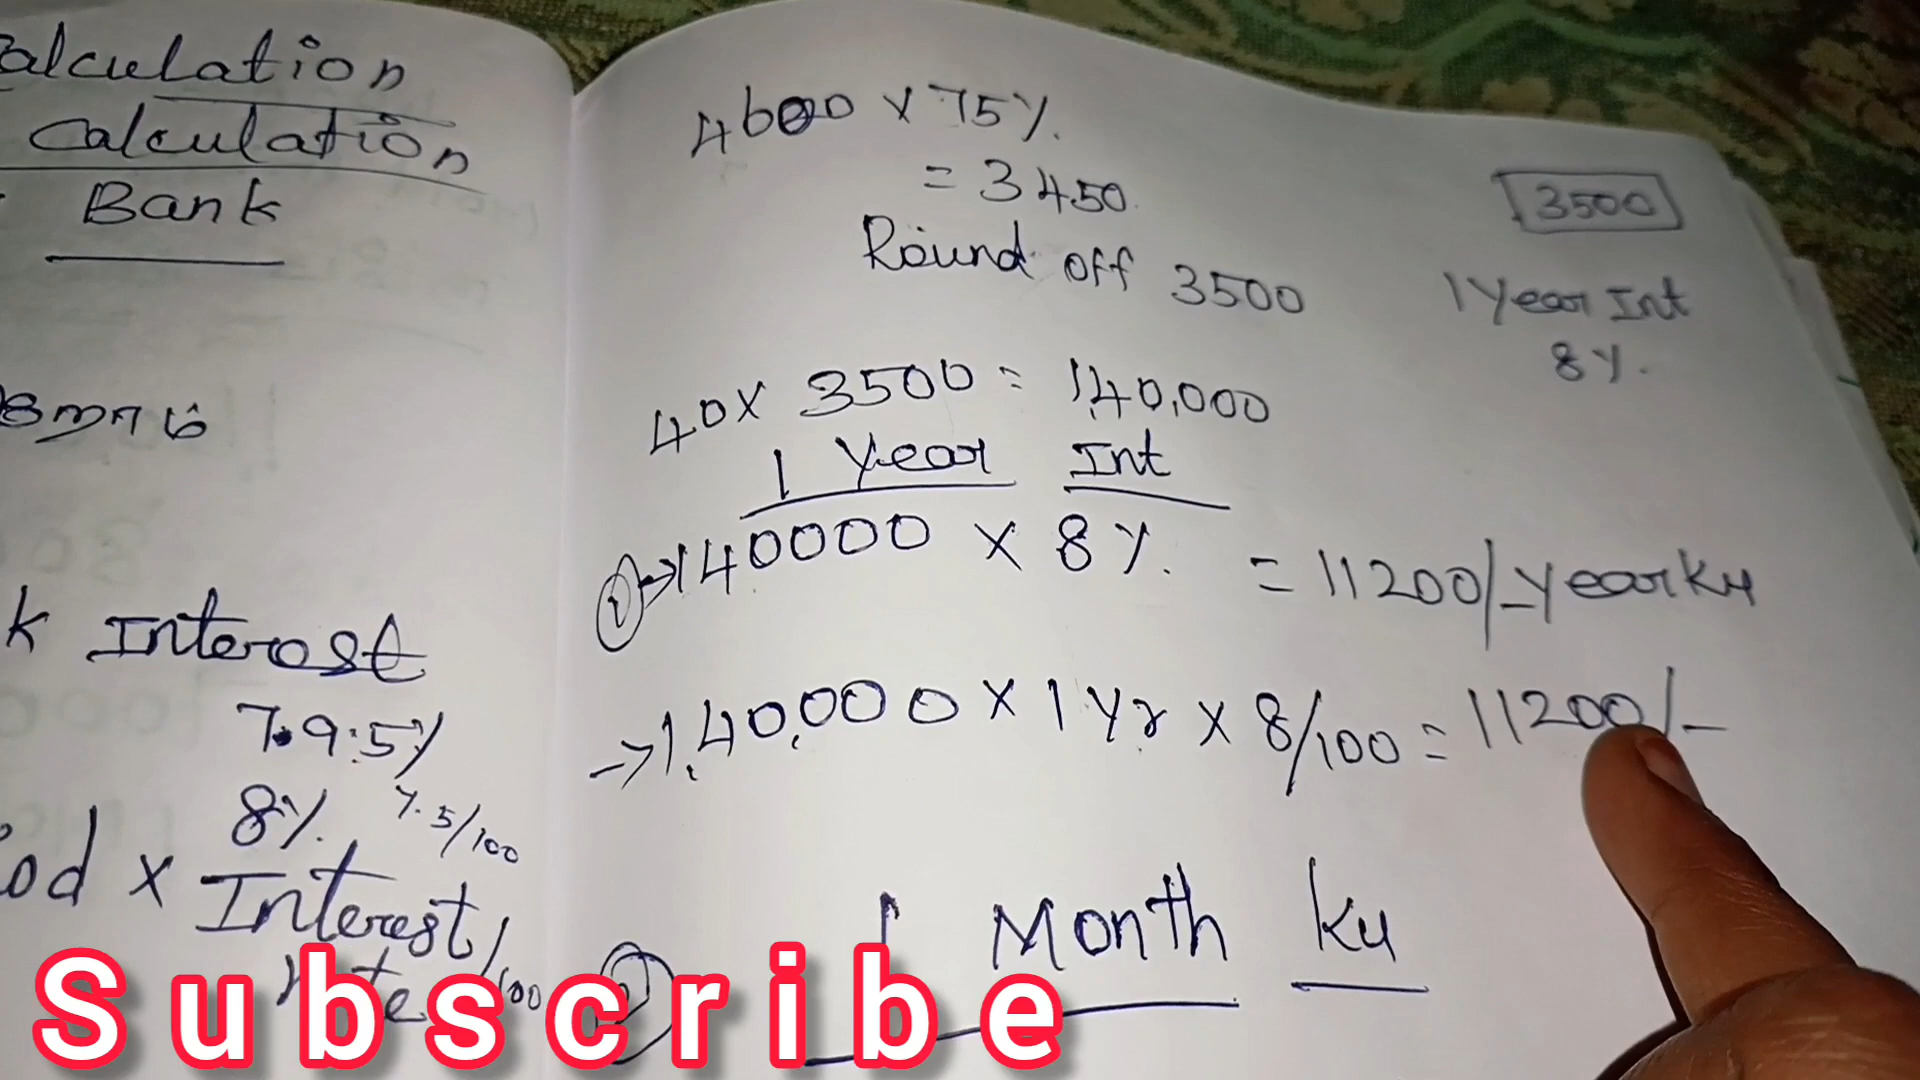 alculation
Calculation
Bank
k Interest
7.9.5%
8%
7.5/100
od x Interest/
100
4600 x 75%.
= 3450
Round off 3500
3500
1 Year Int
8%.
40 x 3500 = 1,40,000
1 Year Int
1 → 140000 x 8%. = 11200/- yearku
→ 1,40,000 x 1 yr x 8/100 = 11200/-
1 Month ku
Subscribe